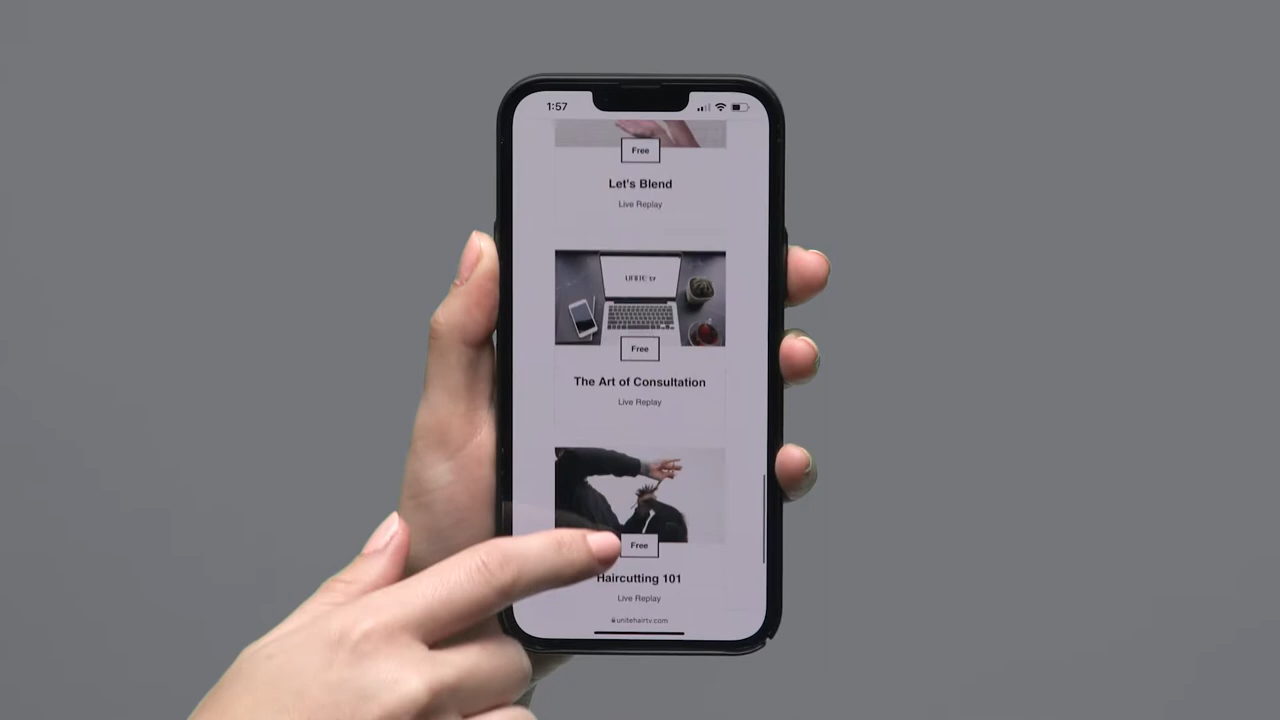 1:57
Free
Let's Blend
Live Replay
UNITE tv
Free
The Art of Consultation
Live Replay
Free
Haircutting 101
Live Replay
unitehairtv.com